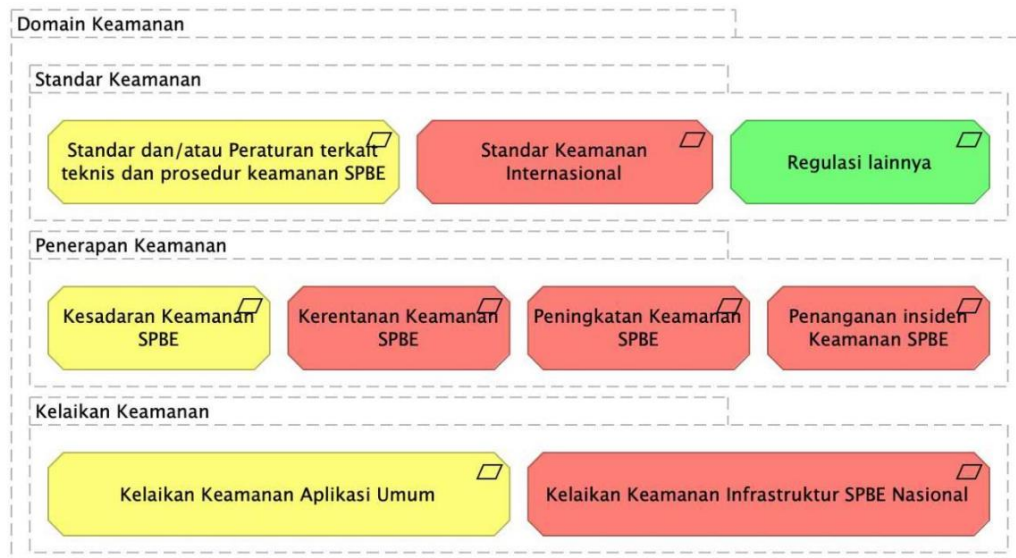 Domain Keamanan
Standar Keamanan
Standar dan/atau Peraturan terkait
teknis dan prosedur keamanan SPBE
Standar Keamanan
Internasional
Regulasi lainnya
Penerapan Keamanan
Kesadaran Keamanan
SPBE
Kerentanan Keamanan
SPBE
Peningkatan Keamanan
SPBE
Penanganan insiden
Keamanan SPBE
Kelaikan Keamanan
Kelaikan Keamanan Aplikasi Umum
Kelaikan Keamanan Infrastruktur SPBE Nasional